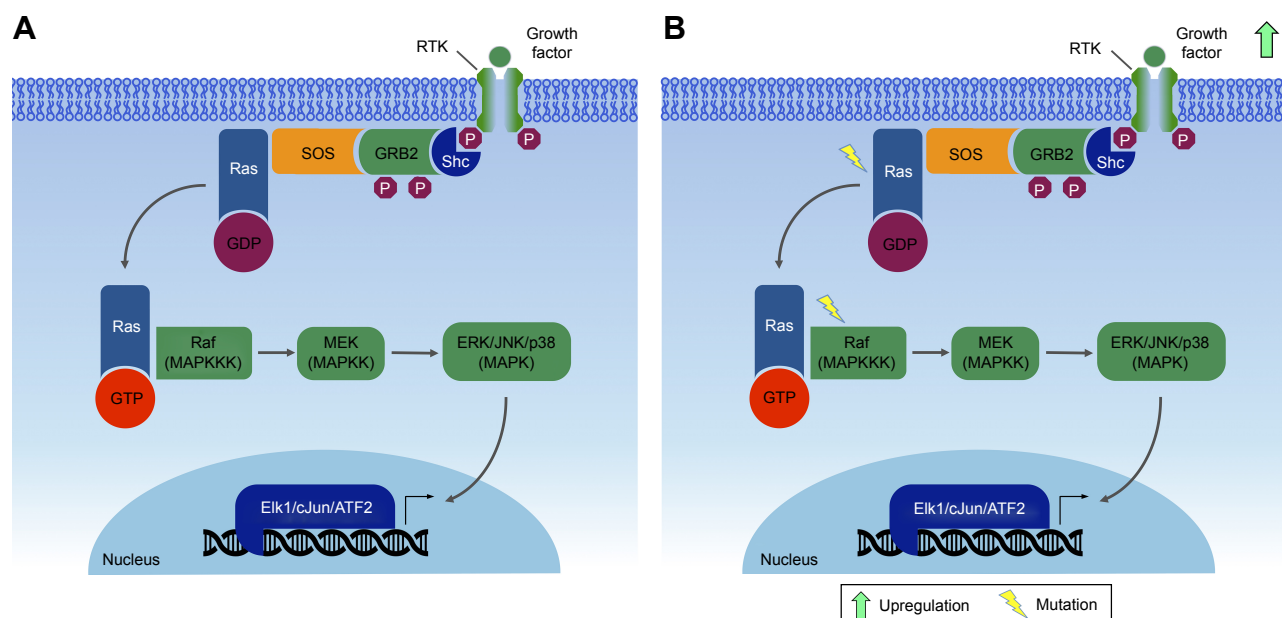 A
RTK
Growth
factor
P
P
SOS
GRB2
Shc
Ras
P
P
GDP
Ras
Raf
(MAPKKK)
MEK
(MAPKK)
ERK/JNK/p38
(MAPK)
GTP
Elk1/cJun/ATF2
Nucleus
B
RTK
Growth
factor
P
P
SOS
GRB2
Shc
Ras
P
P
GDP
Ras
Raf
(MAPKKK)
MEK
(MAPKK)
ERK/JNK/p38
(MAPK)
GTP
Elk1/cJun/ATF2
Nucleus
Upregulation
Mutation